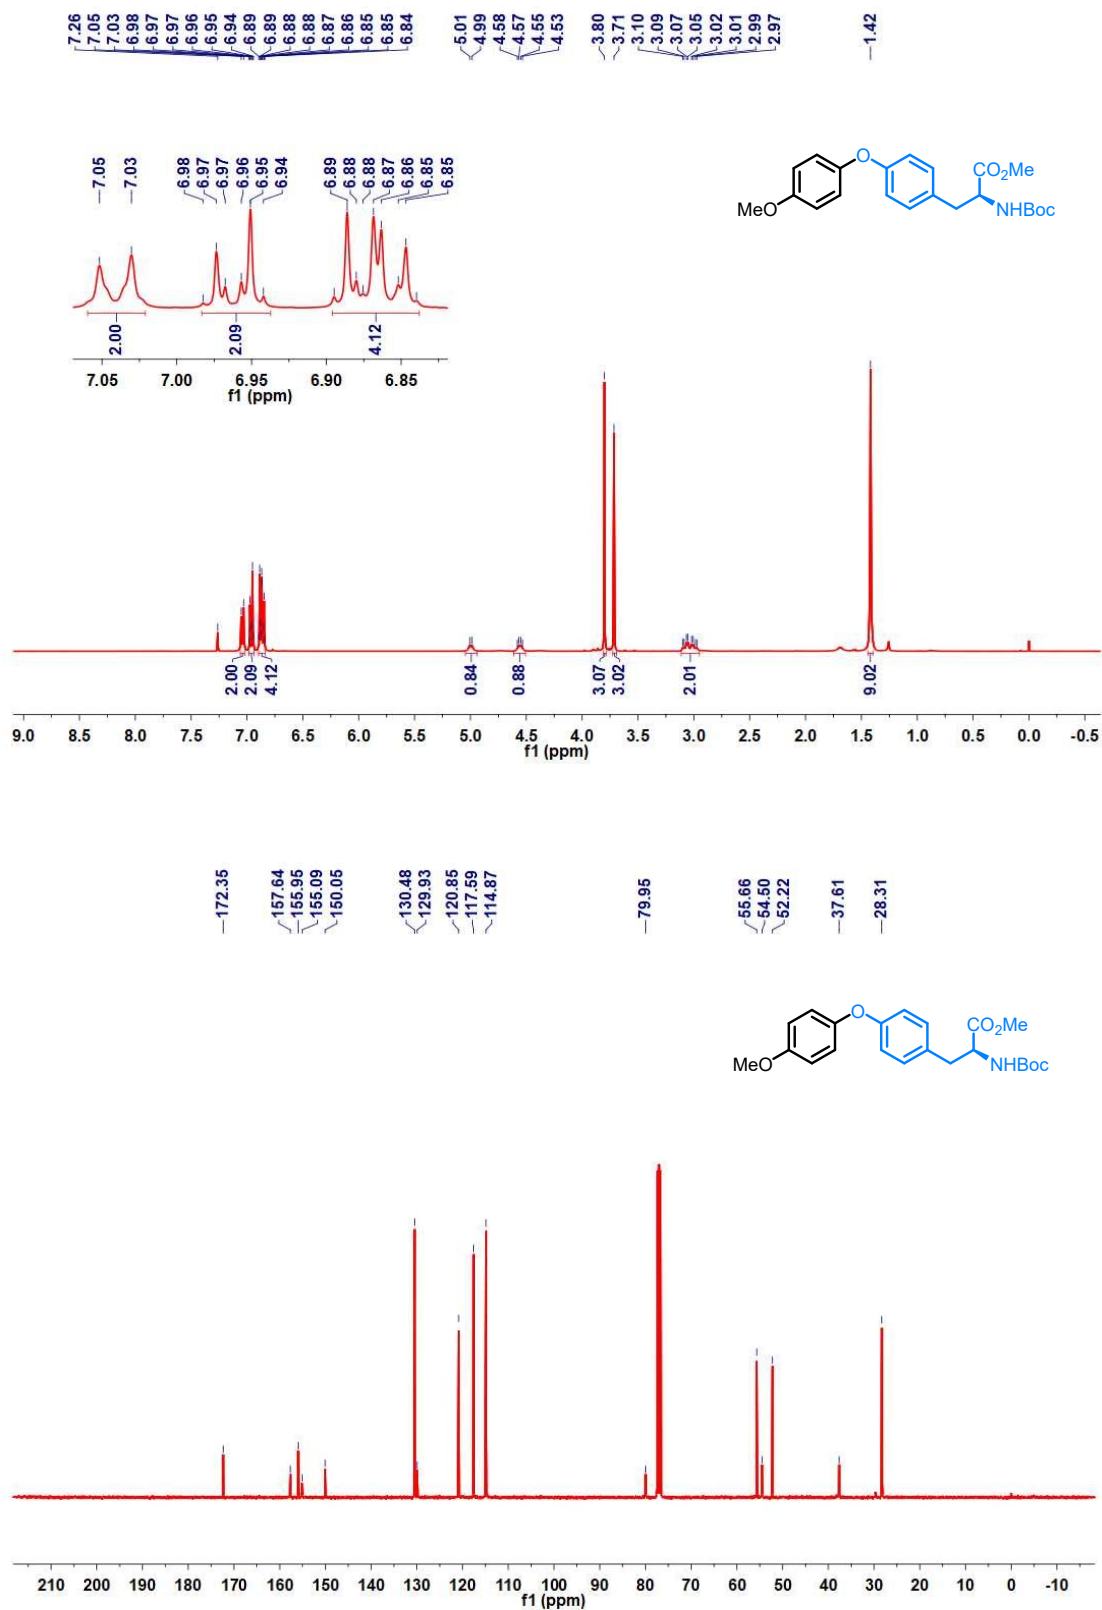 7.26 7.05 7.03 6.98 6.97 6.97 6.96 6.95 6.94 6.89 6.89 6.88 6.88 6.87 6.86 6.85 6.85 6.84 5.01 4.99 4.58 4.57 4.55 4.53 3.80 3.71 3.10 3.09 3.07 3.05 3.02 3.01 2.99 2.97 1.42
7.05 7.03 6.98 6.97 6.97 6.96 6.95 6.94 6.89 6.88 6.88 6.87 6.86 6.85 6.85
O
CO2Me
MeO
NHBoc
2.00 2.09 4.12
7.05 7.00 6.95 6.90 6.85
f1 (ppm)
2.00 2.09 4.12 0.84 0.88 3.07 3.02 2.01 9.02
9.0 8.5 8.0 7.5 7.0 6.5 6.0 5.5 5.0 4.5 4.0 3.5 3.0 2.5 2.0 1.5 1.0 0.5 0.0 -0.5
f1 (ppm)
172.35 157.64 155.95 155.09 150.05 130.48 129.93 120.85 117.59 114.87 79.95 55.66 54.50 52.22 37.61 28.31
O
CO2Me
MeO
NHBoc
210 200 190 180 170 160 150 140 130 120 110 100 90 80 70 60 50 40 30 20 10 0 -10
f1 (ppm)